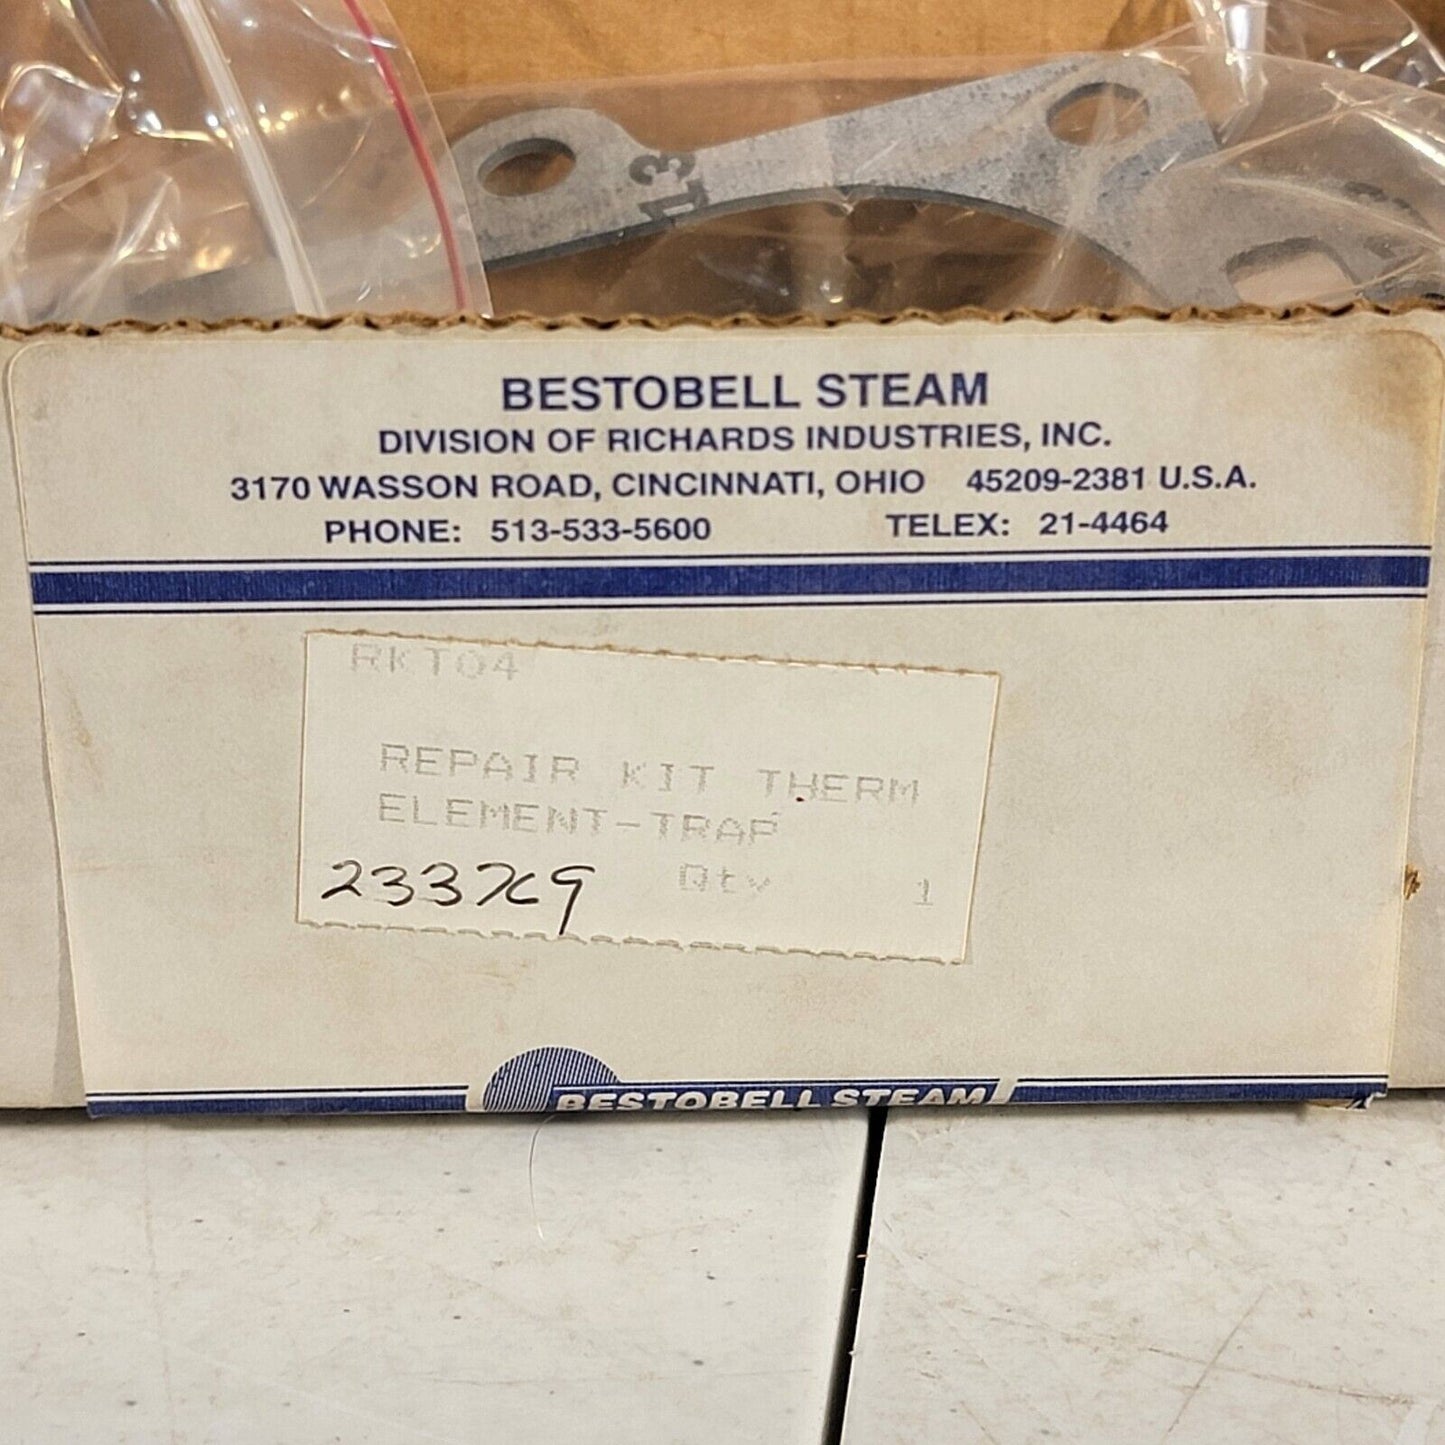 BESTOBELL STEAM
DIVISION OF RICHARDS INDUSTRIES, INC.
3170 WASSON ROAD, CINCINNATI, OHIO 45209-2381 U.S.A.
PHONE: 513-533-5600 TELEX: 21-4464
RKT04
REPAIR KIT THERM
ELEMENT-TRAP
Qty 1
BESTOBELL STEAM